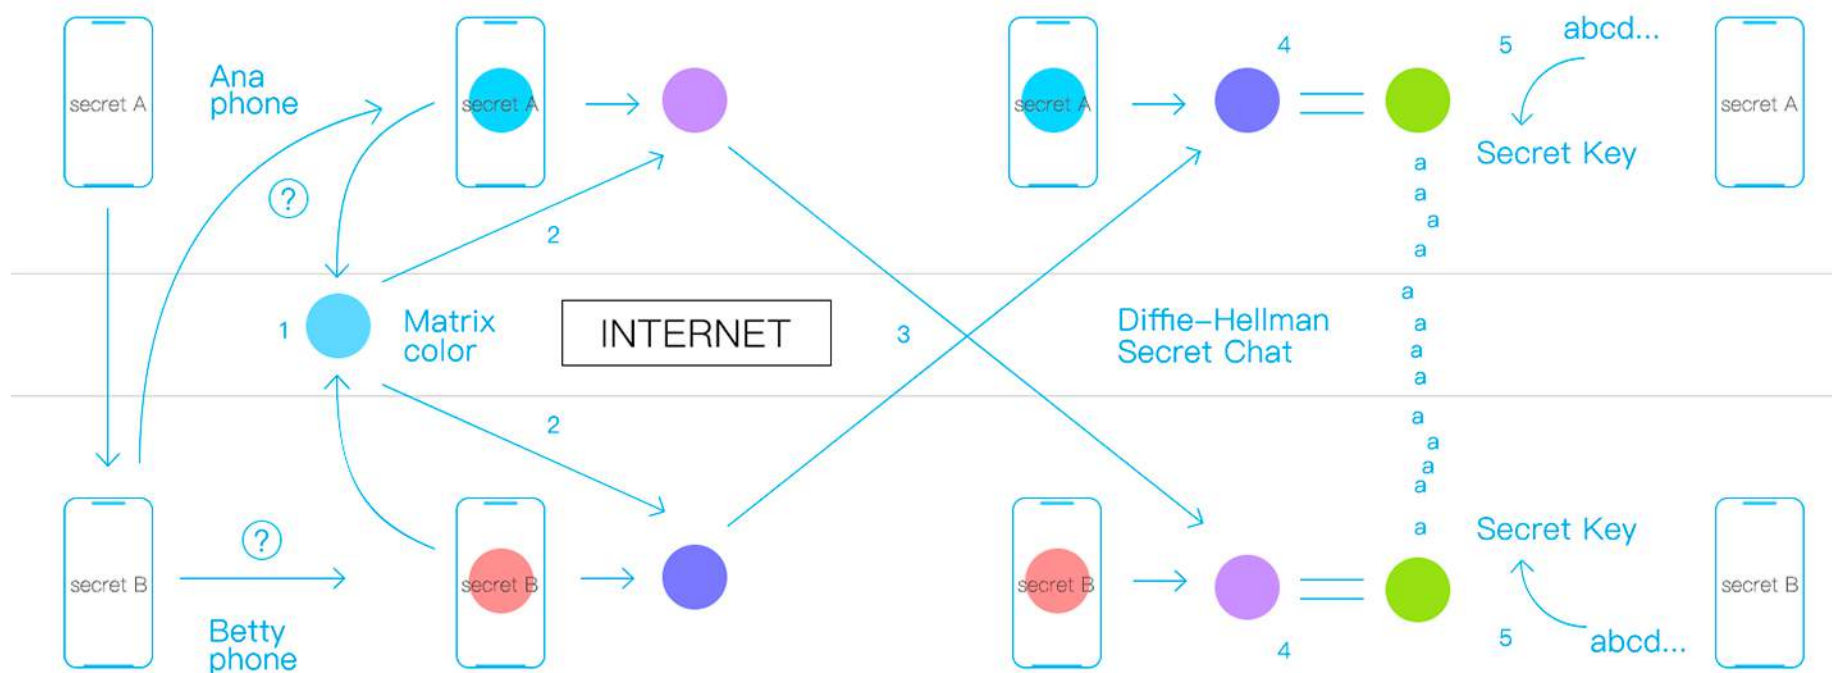 secret A
Ana
phone
secret A
secret A
4
5
abcd...
Secret Key
secret A
?
2
a
a
a
a
1
Matrix
color
INTERNET
3
Diffie-Hellman
Secret Chat
a
a
a
a
2
a
a
a
a
a
secret B
?
Betty
phone
secret B
secret B
4
Secret Key
5
abcd...
secret B